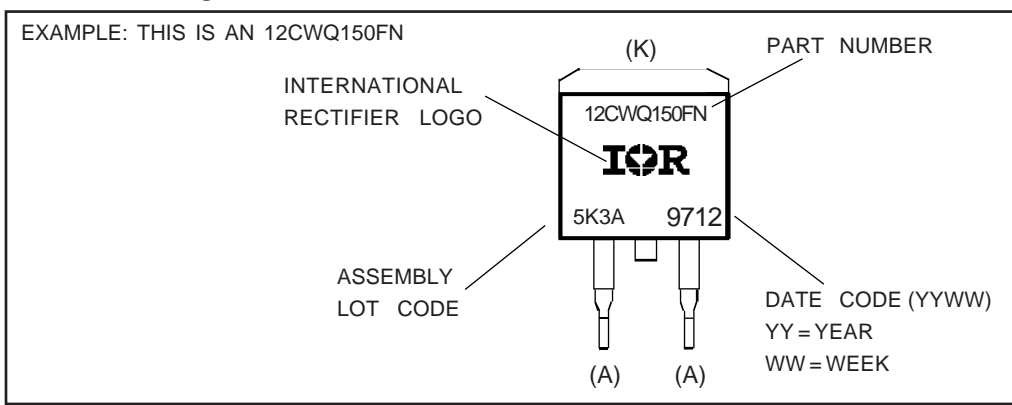 EXAMPLE: THIS IS AN 12CWQ150FN
(K)
PART NUMBER
INTERNATIONAL
RECTIFIER LOGO
12CWQ150FN
IOR
5K3A 9712
ASSEMBLY
LOT CODE
DATE CODE (YYWW)
YY = YEAR
WW = WEEK
(A) (A)